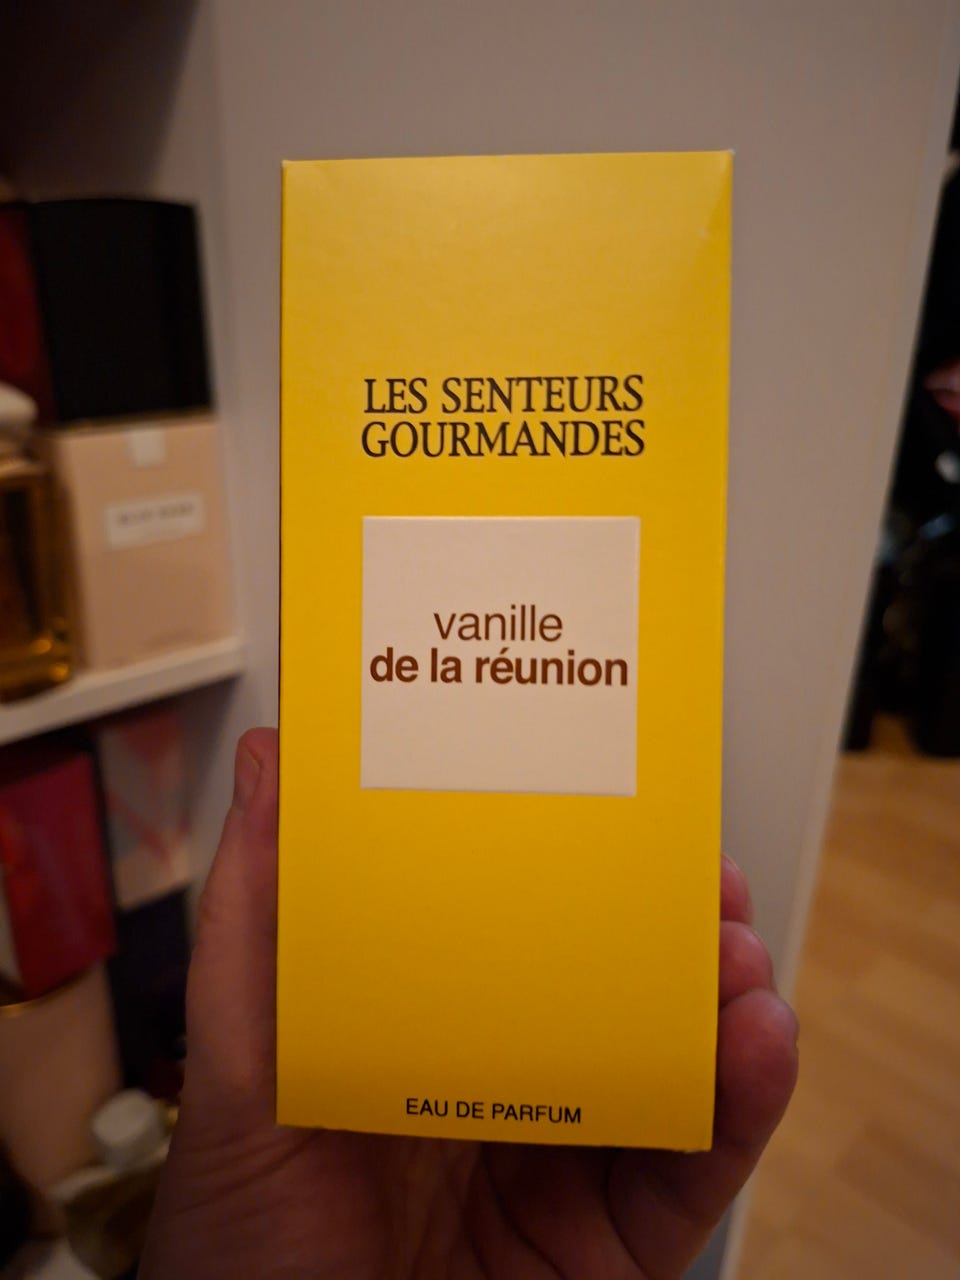 LES SENTEURS
GOURMANDES
vanille
de la réunion
EAU DE PARFUM